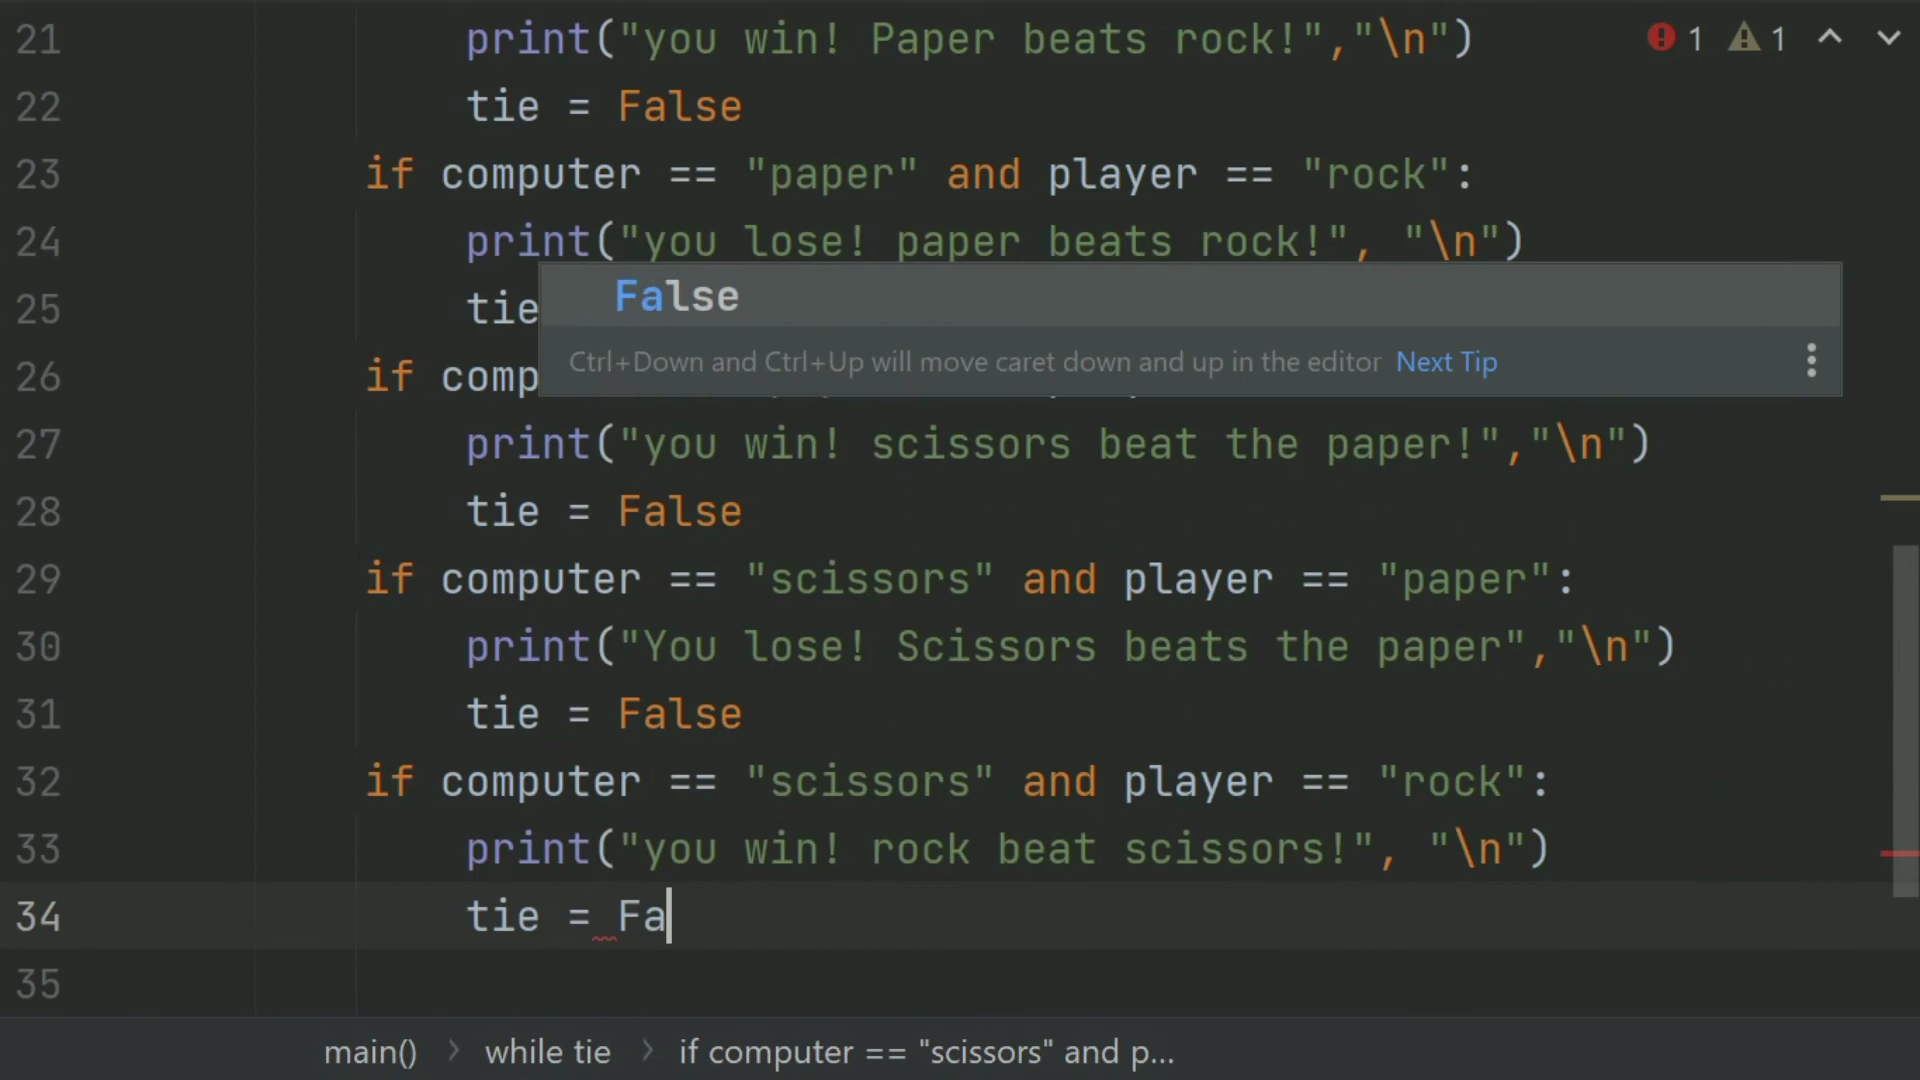 21 print("you win! Paper beats rock!","\n")
1 1
22 tie = False
23 if computer == "paper" and player == "rock":
24 print("you lose! paper beats rock!", "\n")
False
25 tie
Ctrl+Down and Ctrl+Up will move caret down and up in the editor Next Tip
26 if comp
27 print("you win! scissors beat the paper!","\n")
28 tie = False
29 if computer == "scissors" and player == "paper":
30 print("You lose! Scissors beats the paper","\n")
31 tie = False
32 if computer == "scissors" and player == "rock":
33 print("you win! rock beat scissors!", "\n")
34 tie = Fa
35
main() > while tie > if computer == "scissors" and p...